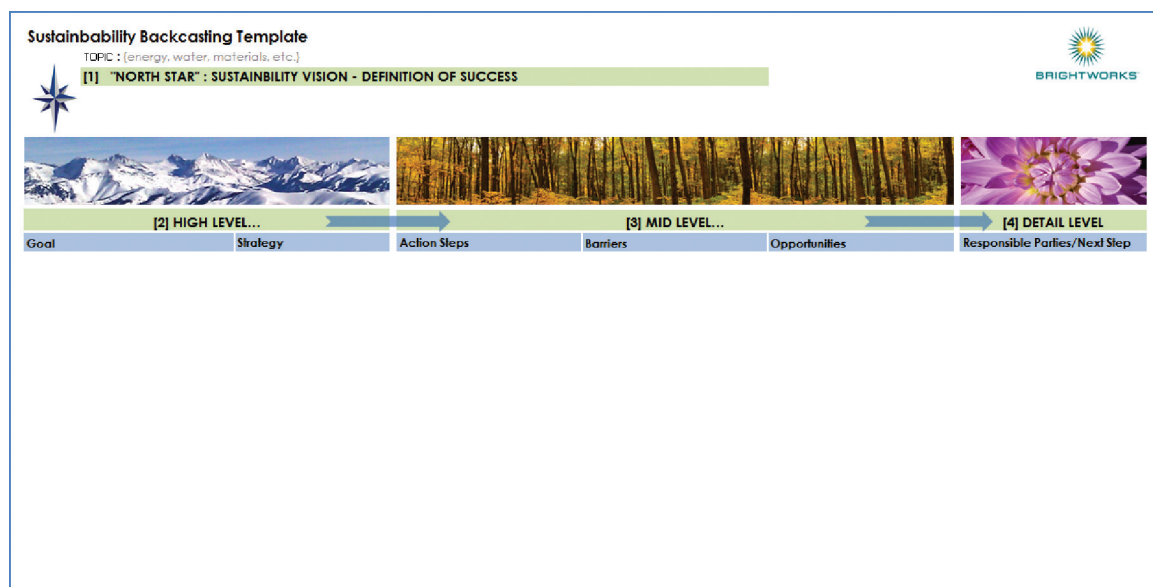 Sustainbability Backcasting Template
TOPIC : {energy, water, materials, etc.}
[1] "NORTH STAR" : SUSTAINBILITY VISION - DEFINITION OF SUCCESS
BRIGHTWORKS
[2] HIGH LEVEL... [3] MID LEVEL... [4] DETAIL LEVEL
Goal Strategy Action Steps Barriers Opportunities Responsible Parties/Next Step